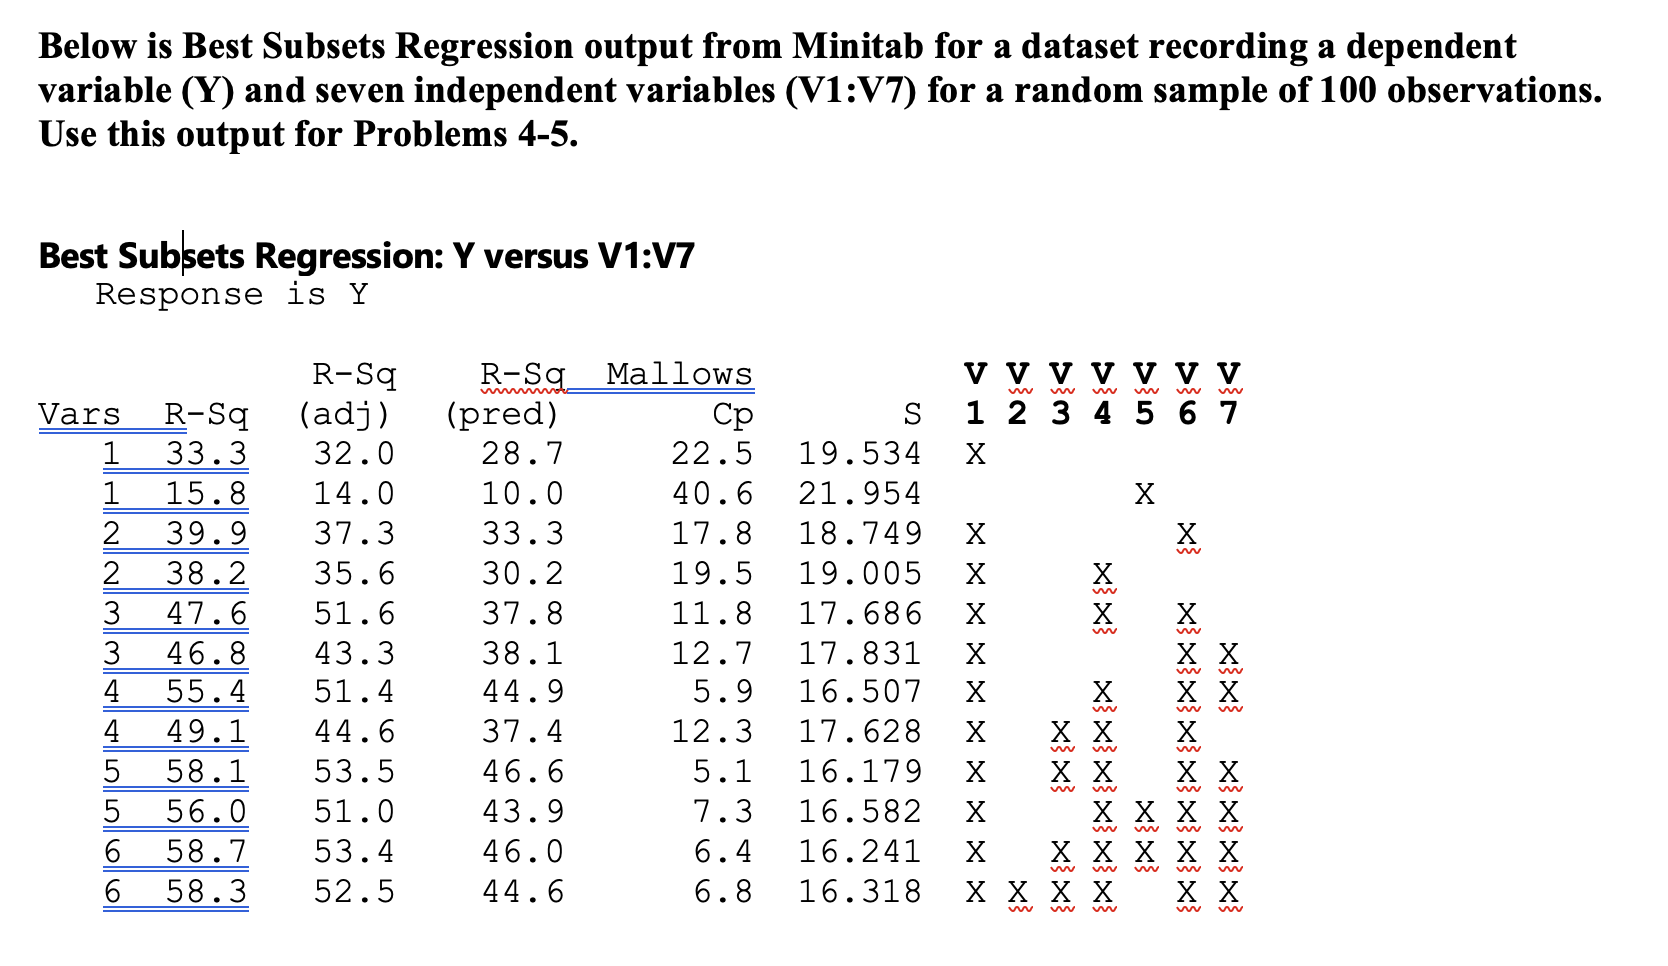 Below is Best Subsets Regression output from Minitab for a dataset recording a dependent
variable (Y) and seven independent variables (V1:V7) for a random sample of 100 observations.
Use this output for Problems 4-5.
Best Subsets Regression: Y versus V1:V7
Response is Y
R-Sq R-Sq Mallows V V V V V V V
Vars R-Sq (adj) (pred) Cp S 1 2 3 4 5 6 7
1 33.3 32.0 28.7 22.5 19.534 X
1 15.8 14.0 10.0 40.6 21.954 X
2 39.9 37.3 33.3 17.8 18.749 X X
2 38.2 35.6 30.2 19.5 19.005 X X
3 47.6 51.6 37.8 11.8 17.686 X X X
3 46.8 43.3 38.1 12.7 17.831 X X X
4 55.4 51.4 44.9 5.9 16.507 X X X X
4 49.1 44.6 37.4 12.3 17.628 X X X X
5 58.1 53.5 46.6 5.1 16.179 X X X X X
5 56.0 51.0 43.9 7.3 16.582 X X X X X
6 58.7 53.4 46.0 6.4 16.241 X X X X X X
6 58.3 52.5 44.6 6.8 16.318 X X X X X X